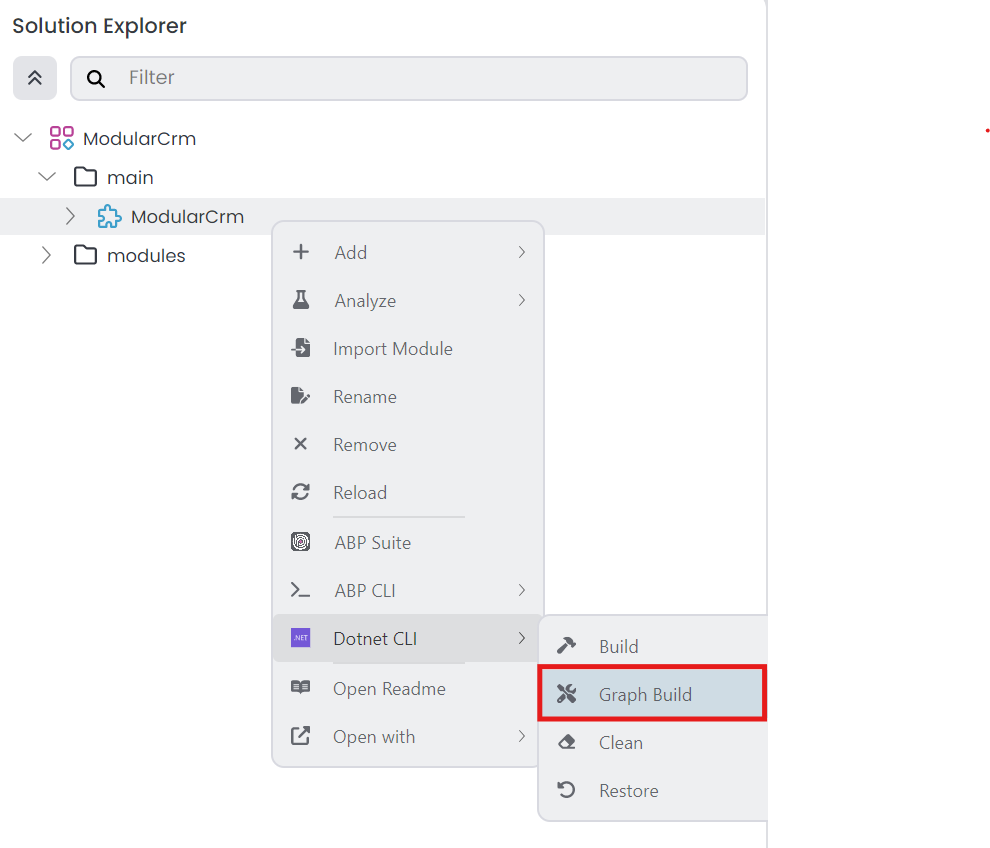 Solution Explorer
Filter
ModularCrm
main
ModularCrm
modules
Add
Analyze
Import Module
Rename
Remove
Reload
ABP Suite
ABP CLI
.NET Dotnet CLI
Open Readme
Open with
Build
Graph Build
Clean
Restore